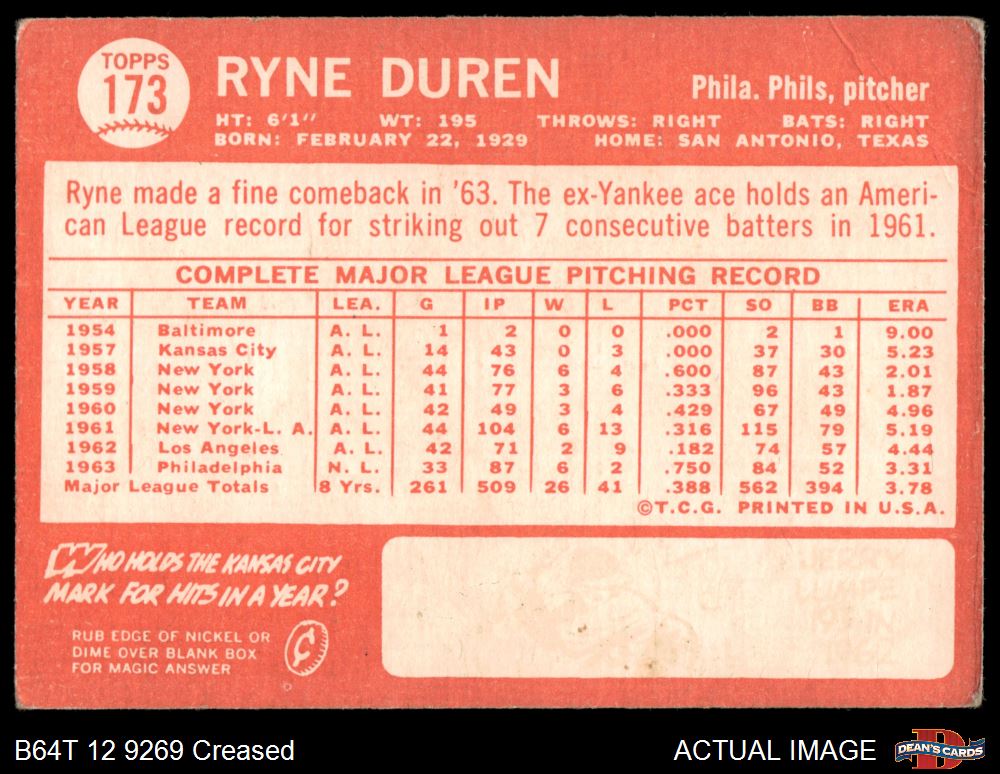 TOPPS
173
RYNE DUREN
Phila. Phils, pitcher
HT: 6'1" WT: 195 THROWS: RIGHT BATS: RIGHT
BORN: FEBRUARY 22, 1929 HOME: SAN ANTONIO, TEXAS
Ryne made a fine comeback in '63. The ex-Yankee ace holds an Ameri-
can League record for striking out 7 consecutive batters in 1961.
COMPLETE MAJOR LEAGUE PITCHING RECORD
YEAR TEAM LEA. G IP W L PCT SO BB ERA
1954 Baltimore A. L. 1 2 0 0 .000 2 1 9.00
1957 Kansas City A. L. 14 43 0 3 .000 37 30 5.23
1958 New York A. L. 44 76 6 4 .600 87 43 2.01
1959 New York A. L. 41 77 3 6 .333 96 43 1.87
1960 New York A. L. 42 49 3 4 .429 67 49 4.96
1961 New York-L. A. A. L. 44 104 6 13 .316 115 79 5.19
1962 Los Angeles A. L. 42 71 2 9 .182 74 57 4.44
1963 Philadelphia N. L. 33 87 6 2 .750 84 52 3.31
Major League Totals 8 Yrs. 261 509 26 41 .388 562 394 3.78
©T.C.G. PRINTED IN U.S.A.
WHO HOLDS THE KANSAS CITY
MARK FOR HITS IN A YEAR?
RUB EDGE OF NICKEL OR
DIME OVER BLANK BOX
FOR MAGIC ANSWER
JERRY
LUMPE
193 IN
1962
B64T 12 9269 Creased
ACTUAL IMAGE
DEAN'S CARDS